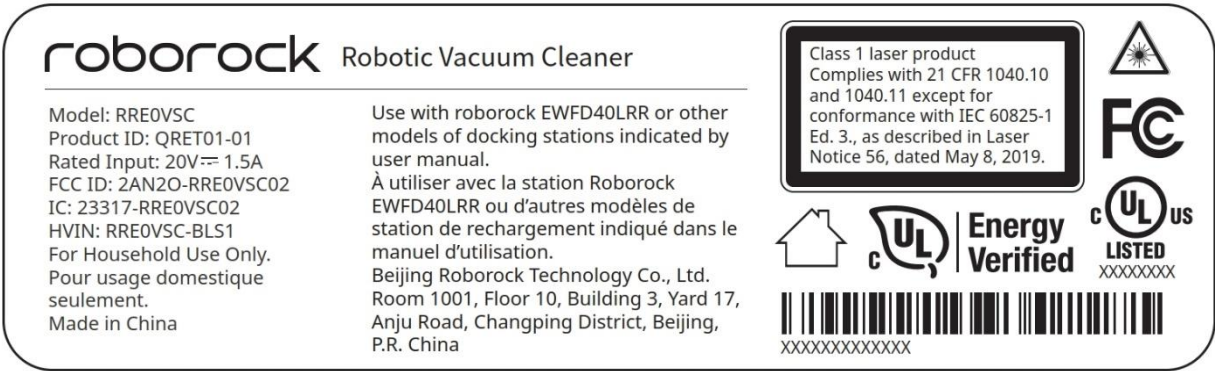 roborock Robotic Vacuum Cleaner
Model: RRE0VSC
Product ID: QRET01-01
Rated Input: 20V⎓ 1.5A
FCC ID: 2AN2O-RRE0VSC02
IC: 23317-RRE0VSC02
HVIN: RRE0VSC-BLS1
For Household Use Only.
Pour usage domestique
seulement.
Made in China
Use with roborock EWFD40LRR or other
models of docking stations indicated by
user manual.
À utiliser avec la station Roborock
EWFD40LRR ou d’autres modèles de
station de rechargement indiqué dans le
manuel d’utilisation.
Beijing Roborock Technology Co., Ltd.
Room 1001, Floor 10, Building 3, Yard 17,
Anju Road, Changping District, Beijing,
P.R. China
Class 1 laser product
Complies with 21 CFR 1040.10
and 1040.11 except for
conformance with IEC 60825-1
Ed. 3., as described in Laser
Notice 56, dated May 8, 2019.
FC
C UL Energy
Verified
C UL US
LISTED
XXXXXXXX
XXXXXXXXXXXXX